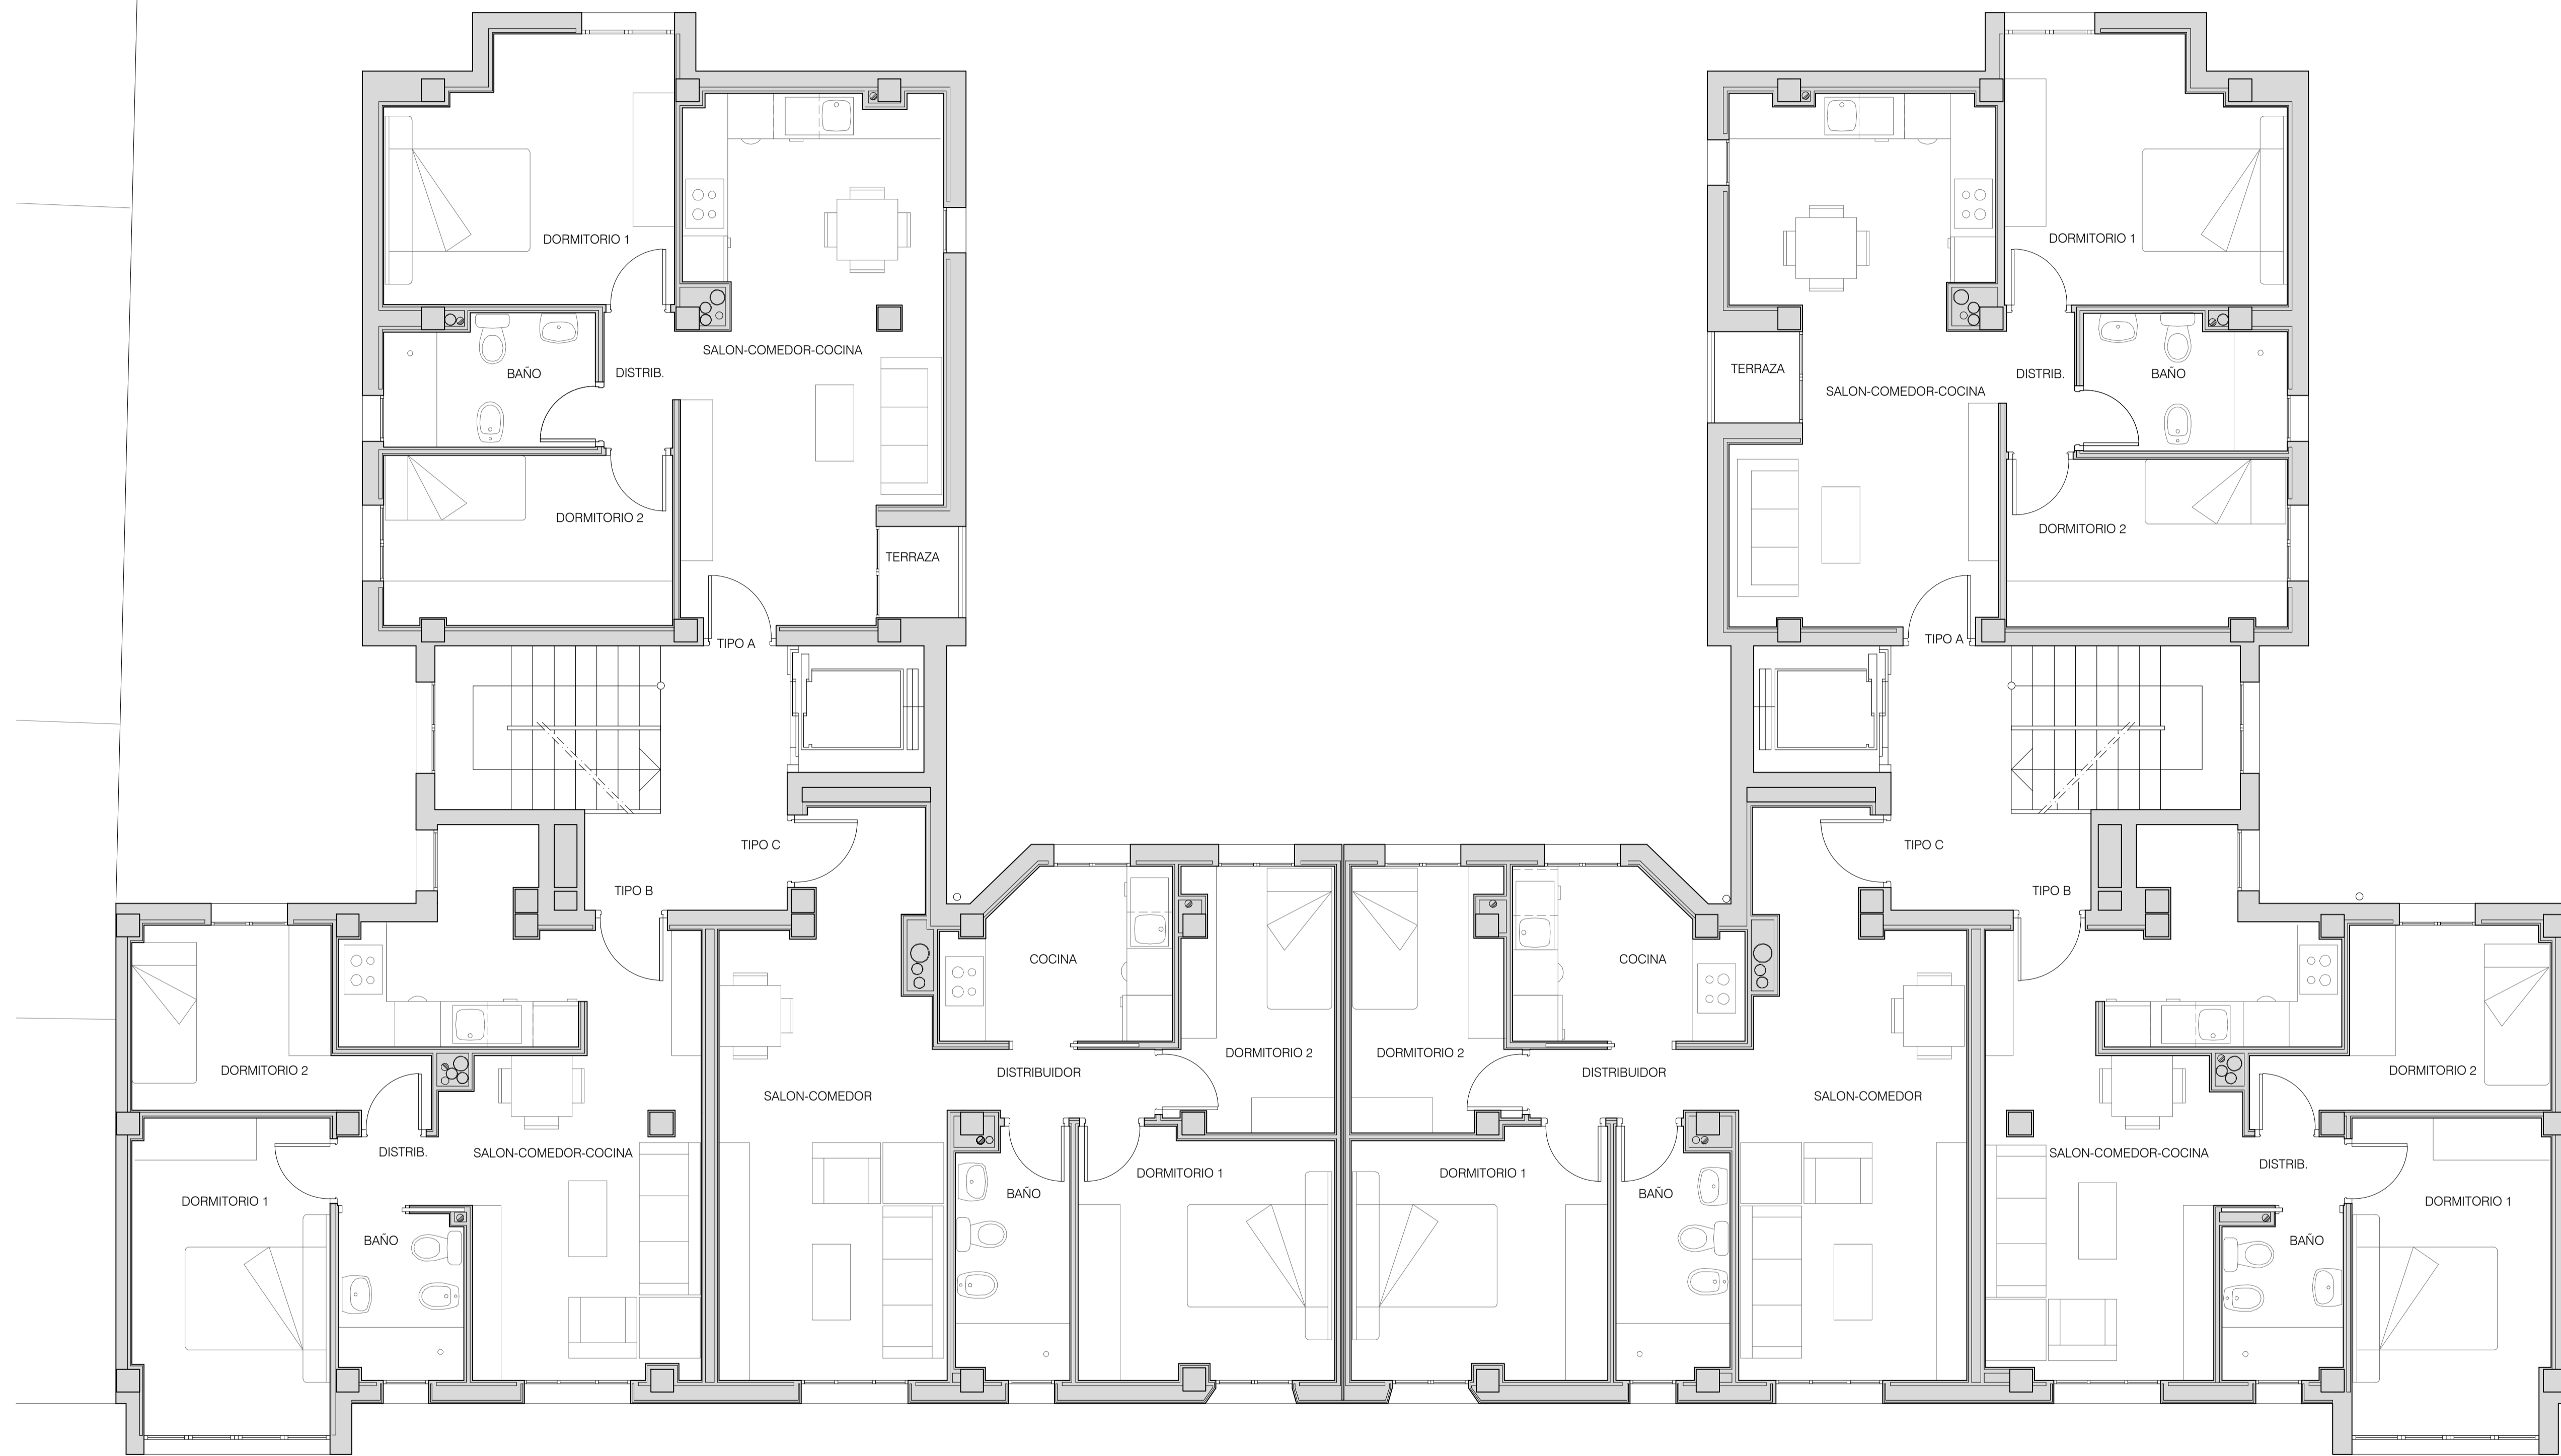 DORMITORIO 1
DORMITORIO 1
SALON-COMEDOR-COCINA
BAÑO
DISTRIB.
TERRAZA
SALON-COMEDOR-COCINA
DISTRIB.
BAÑO
DORMITORIO 2
DORMITORIO 2
TERRAZA
TIPO A
TIPO A
TIPO C
TIPO C
TIPO B
TIPO B
COCINA
COCINA
DORMITORIO 2
DORMITORIO 2
DORMITORIO 2
DISTRIBUIDOR
DISTRIBUIDOR
DORMITORIO 2
SALON-COMEDOR
SALON-COMEDOR
DISTRIB.
SALON-COMEDOR-COCINA
SALON-COMEDOR-COCINA
DISTRIB.
DORMITORIO 1
DORMITORIO 1
DORMITORIO 1
BAÑO
BAÑO
DORMITORIO 1
BAÑO
BAÑO